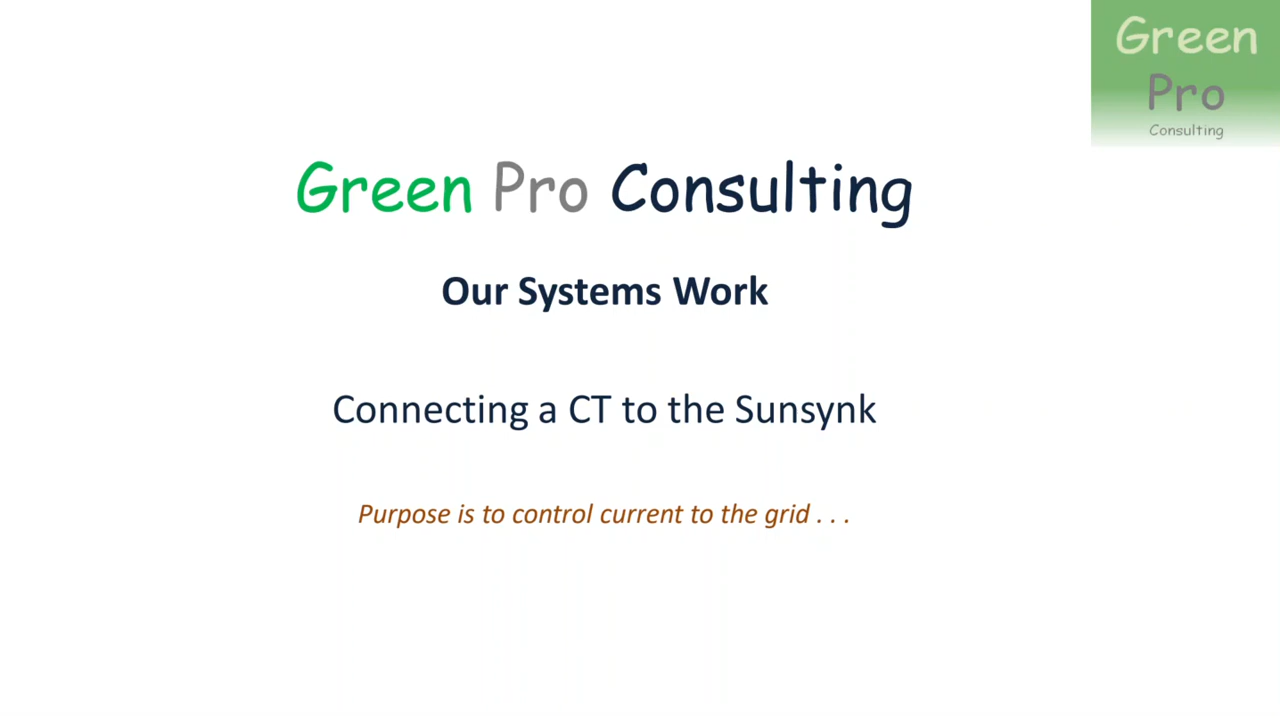 Green
Pro
Consulting
Green Pro Consulting
Our Systems Work
Connecting a CT to the Sunsynk
Purpose is to control current to the grid . . .